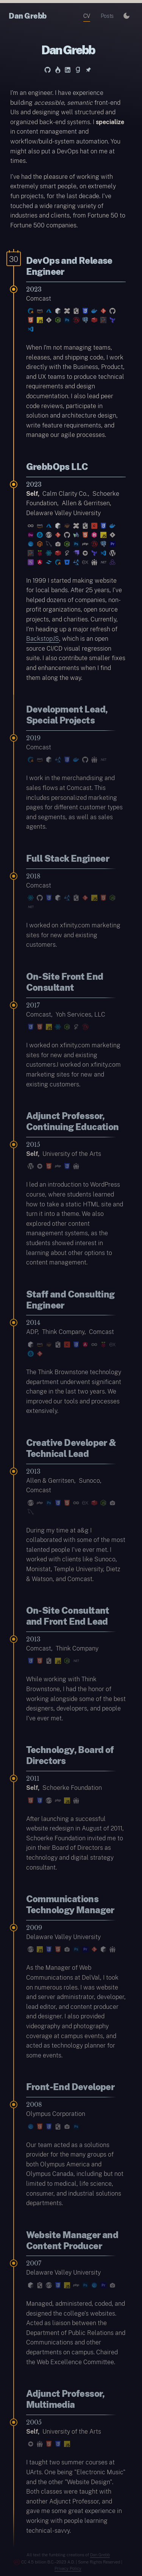 Dan Grebb
CV Posts
Dan Grebb
I'm an engineer. I have experience
building accessible, semantic front-end
UIs and designing well structured and
organized back-end systems. I specialize
in content management and
workflow/build-system automation. You
might also put a DevOps hat on me at
times.
I've had the pleasure of working with
extremely smart people, on extremely fun
projects, for over the last decade. I've
touched a wide ranging variety of
industries and clients, from Fortune 50 to
Fortune 500 companies.
30
DevOps and Release
Engineer
2023
Comcast
When I'm not managing teams,
releases, and shipping code, I work
directly with the Business, Product,
and UX teams to produce technical
requirements and design
documentation. I also lead peer
code reviews, participate in
solution and architecture design,
write feature requirements, and
manage our agile processes.
GrebbOps LLC
2023
Self, Calm Clarity Co., Schoerke
Foundation, Allen & Gerritsen,
Delaware Valley University
In 1999 I started making websites
for local bands. After 25 years, I've
helped dozens of companies, non-
profit organizations, outdoor
projects, and charities. Currently,
I'm heading up a major refresh of
BackstopJS, which is an open
source CI/CD visual regression
suite. I also contribute smaller fixes
and enhancements when I find
them along the way.
Development Lead,
Special Projects
2019
Comcast
I work in the merchandising and
sales flows at Comcast. This
includes personalized marketing
pages for different customer types
and segments, as well as sales
agents.
Full Stack Engineer
2018
Comcast
I worked on xfinity.com marketing
sites for new and existing
customers.
On-Site Front End
Consultant
2017
Comcast, Yoh Services, LLC
I worked on xfinity.com marketing
sites for new and existing
customers.I worked on xfinity.com
marketing sites for new and
existing customers.
Adjunct Professor,
Continuing Education
2015
Self, University of the Arts
I led an introduction to WordPress
course, where students learned
how to take a static HTML site and
turn it into a theme. We also
explored other content
management systems, as the
students showed interest in
learning about other options to
content management.
Staff and Consulting
Engineer
2014
ADP, Think Company, Comcast
The Think Brownstone technology
department underwent significant
change in the last two years. We
improved our tools and processes
extensively.
Creative Developer &
Technical Lead
2013
Allen & Gerritsen, Sunoco,
Comcast
During my time at a&g I
collaborated with some of the most
talented people I've ever met. I
worked with clients like Sunoco,
Monistat, Temple University, Dietz
& Watson, and Comcast.
On-Site Consultant
and Front End Lead
2013
Comcast, Think Company
While working with Think
Brownstone, I had the honor of
working alongside some of the best
designers, developers, and people
I've ever met.
Technology, Board of
Directors
2011
Self, Schoerke Foundation
After launching a successful
website redesign in August of 2011,
Schoerke Foundation invited me to
join their Board of Directors as
technology and digital strategy
consultant.
Communications
Technology Manager
2009
Delaware Valley University
As the Manager of Web
Communications at DelVal, I took
on numerous roles. I was website
and server administrator, developer,
lead editor, and content producer
and designer. I also provided
videography and photography
coverage at campus events, and
acted as technology planner for
some events.
Front-End Developer
2008
Olympus Corporation
Our team acted as a solutions
provider for the many groups of
both Olympus America and
Olympus Canada, including but not
limited to medical, life science,
consumer, and industrial solutions
departments.
Website Manager and
Content Producer
2007
Delaware Valley University
Managed, administered, coded, and
designed the college's websites.
Acted as liaison between the
Department of Public Relations and
Communications and other
departments on campus. Chaired
the Web Excellence Committee.
Adjunct Professor,
Multimedia
2005
Self, University of the Arts
I taught two summer courses at
UArts. One being "Electronic Music"
and the other "Website Design".
Both classes were taught with
another Adjunct Professor, and
gave me some great experience in
working with people learning
technical-savvy.